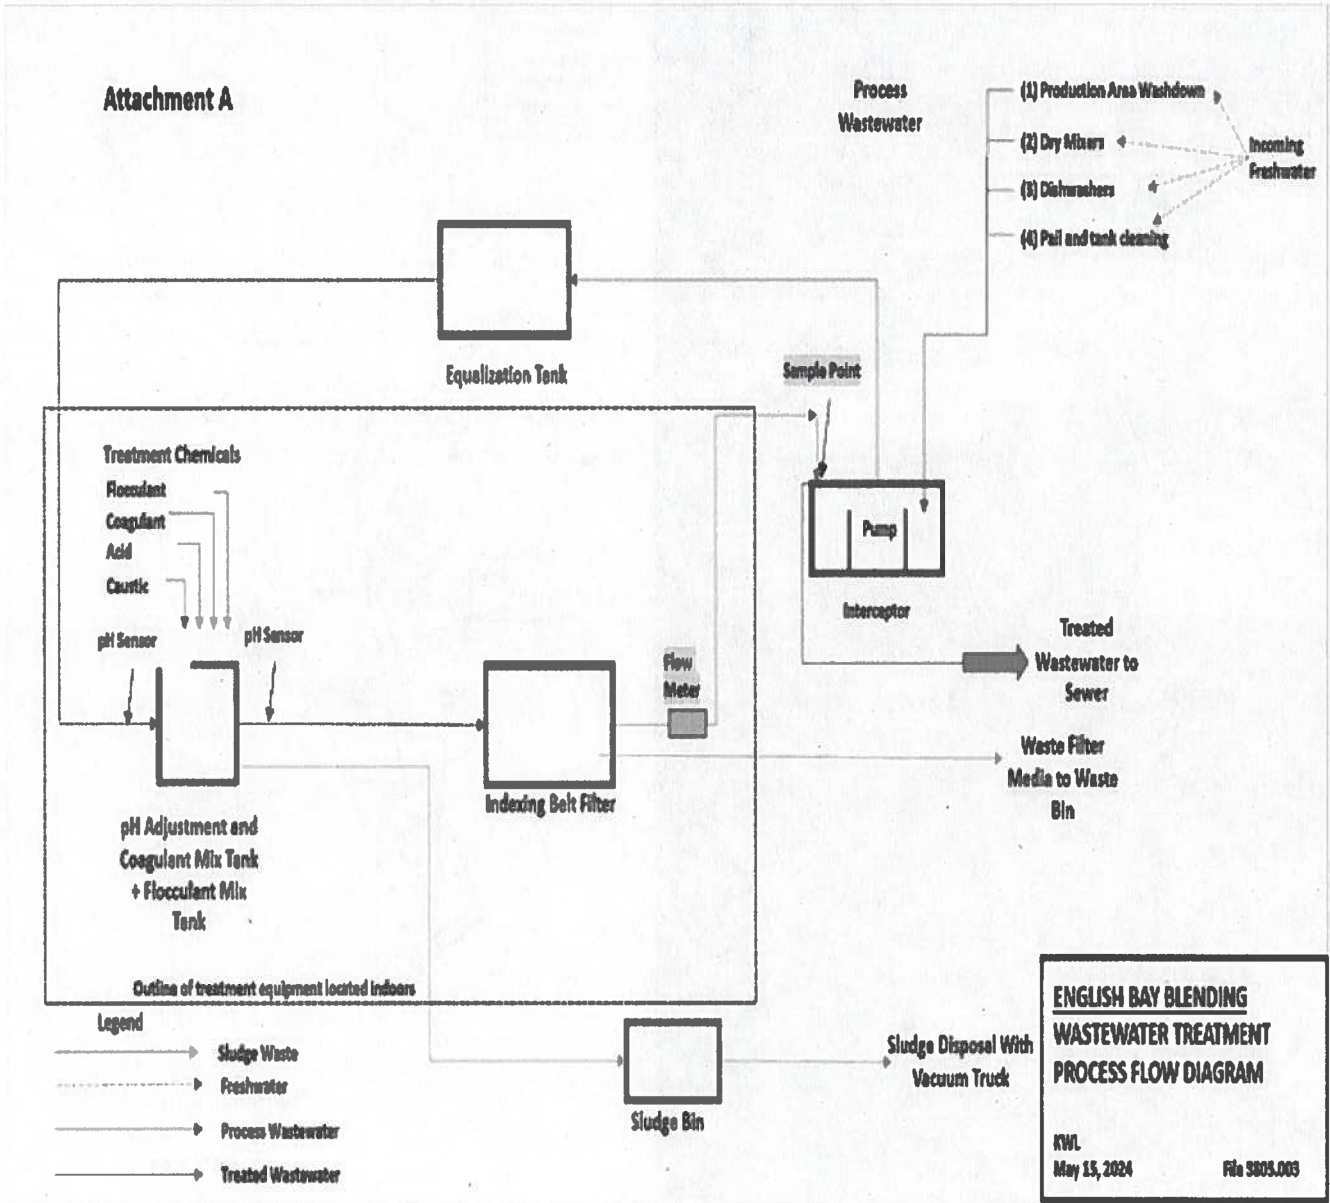 Attachment A
Process
Wastewater
(1) Production Area Washdown
(2) Dry Mixers
(3) Dishwashers
(4) Pail and tank cleaning
Incoming
Freshwater
Equalization Tank
Sample Point
Treatment Chemicals
Flocculant
Coagulant
Acid
Caustic
pH Sensor
pH Sensor
Pump
Interceptor
Flow
Meter
Treated
Wastewater to
Sewer
Indexing Belt Filter
Waste Filter
Media to Waste
Bin
pH Adjustment and
Coagulant Mix Tank
+ Flocculant Mix
Tank
Outline of treatment equipment located indoors
Legend
Sludge Waste
Freshwater
Process Wastewater
Treated Wastewater
Sludge Bin
Sludge Disposal With
Vacuum Truck
ENGLISH BAY BLENDING
WASTEWATER TREATMENT
PROCESS FLOW DIAGRAM
KWL
May 15, 2024
File 3805.003